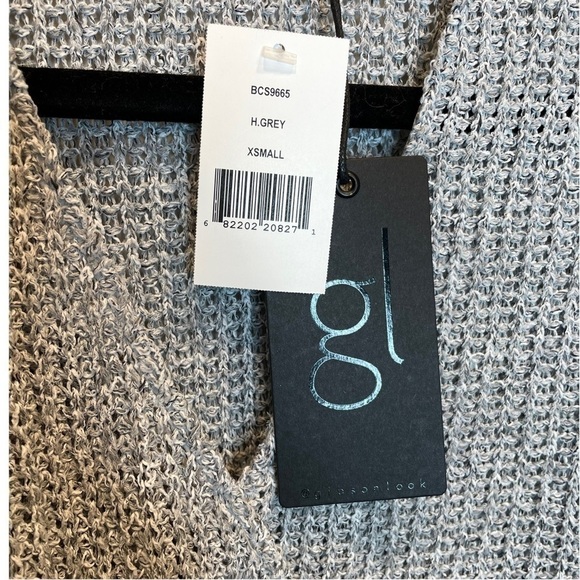 BCS9665
H.GREY
XSMALL
6 82202 20827 1
gl
@gibsonlook